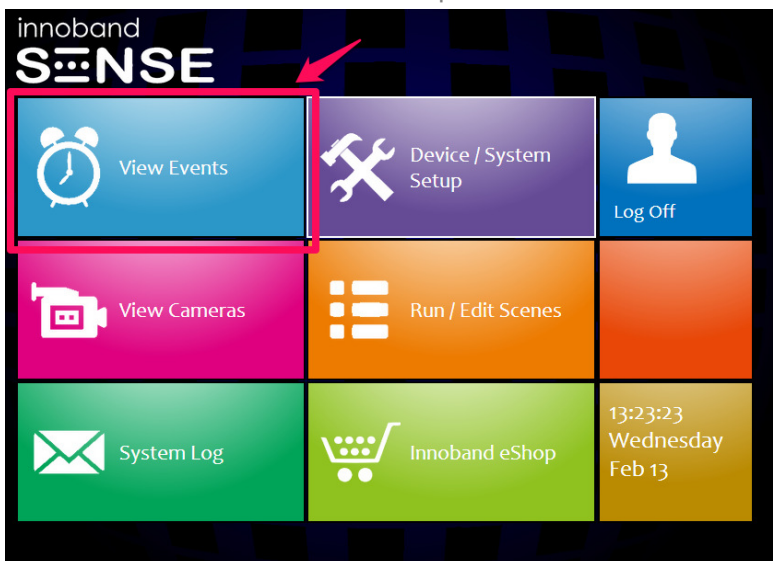 innoband
SENSE
View Events
Device / System
Setup
Log Off
View Cameras
Run / Edit Scenes
System Log
Innoband eShop
13:23:23
Wednesday
Feb 13